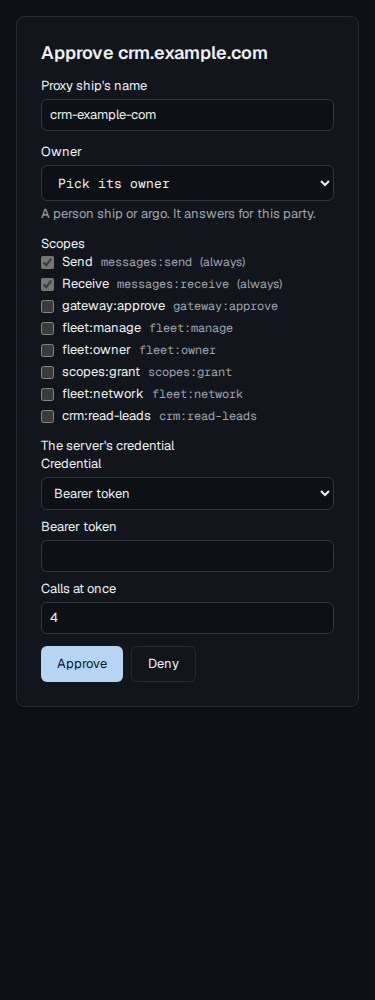 Approve crm.example.com
Proxy ship's name
crm-example-com
Owner
Pick its owner
A person ship or argo. It answers for this party.
Scopes
Send messages:send (always)
Receive messages:receive (always)
gateway:approve gateway:approve
fleet:manage fleet:manage
fleet:owner fleet:owner
scopes:grant scopes:grant
fleet:network fleet:network
crm:read-leads crm:read-leads
The server's credential
Credential
Bearer token
Bearer token
Calls at once
4
Approve Deny